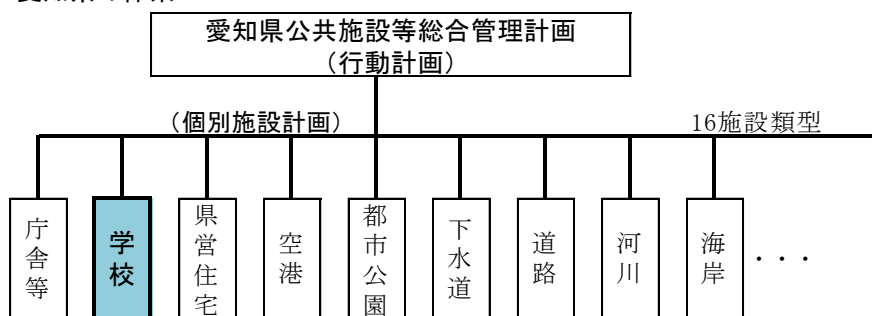 愛知県公共施設等総合管理計画
（行動計画）
（個別施設計画）
16施設類型
庁舎等
学校
県営住宅
空港
都市公園
下水道
道路
河川
海岸
・・・